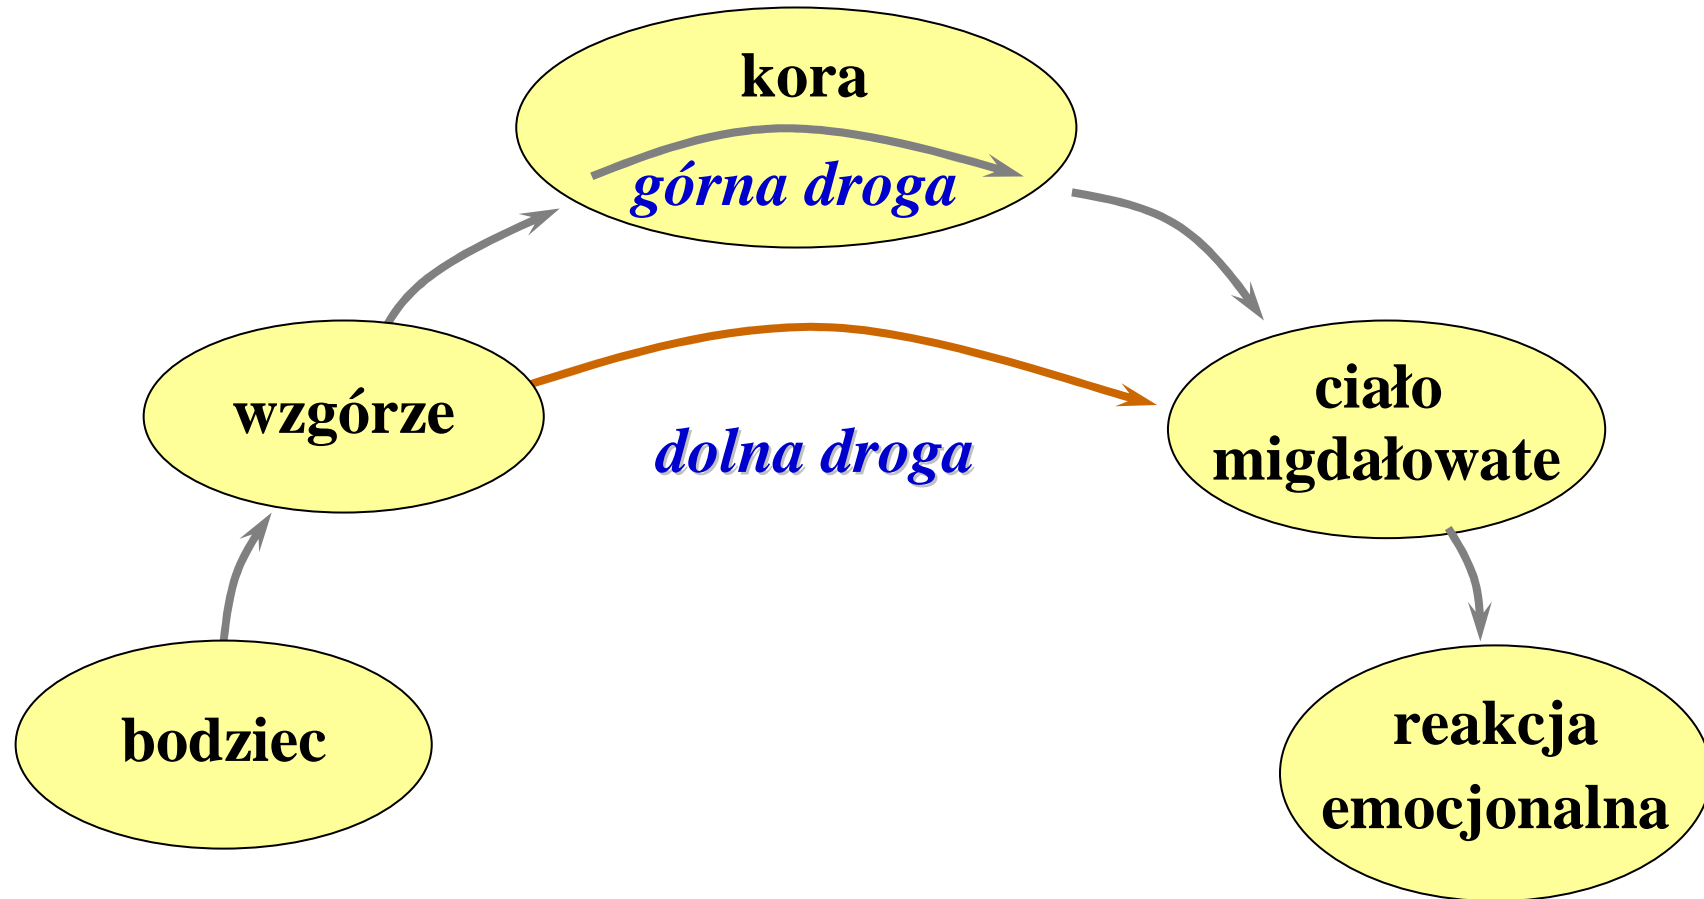 kora
górna droga
wzgórze
dolna droga
ciało
migdałowate
bodziec
reakcja
emocjonalna